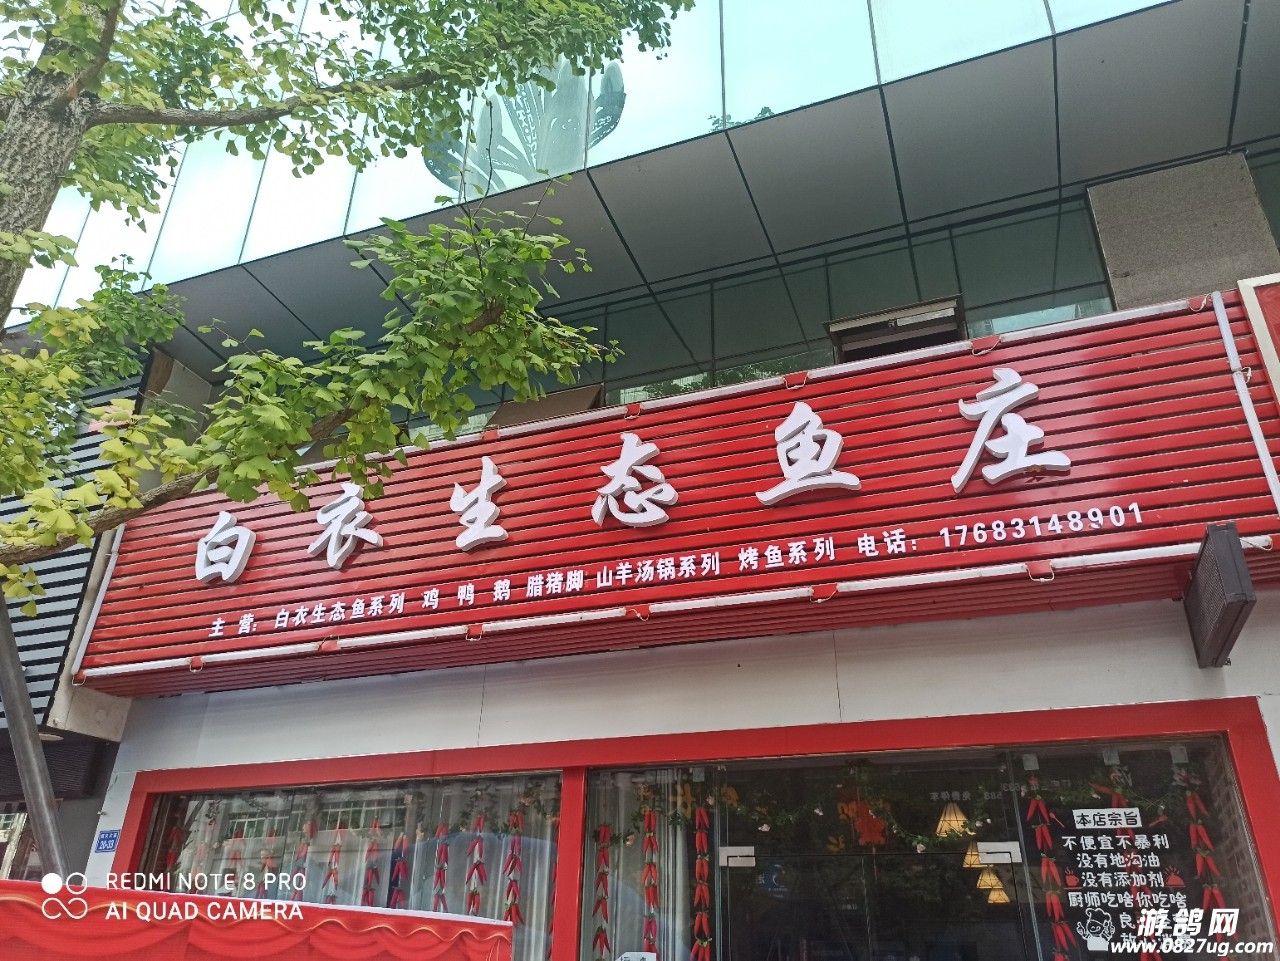 白衣生态鱼庄
主 营：白衣生态鱼系列 鸡 鸭 鹅 腊猪脚 山羊汤锅系列 烤鱼系列 电话：17683148901
本店宗旨
不便宜不暴利
没有地沟油
没有添加剂
厨师吃啥你吃啥
良
放
REDMI NOTE 8 PRO
AI QUAD CAMERA
游鸽网
www.0827ug.com